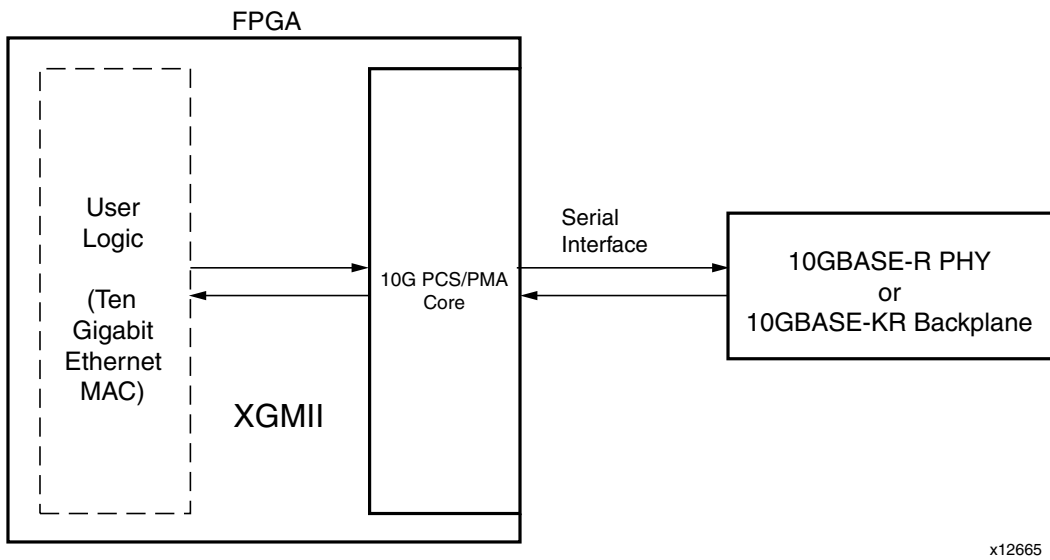 FPGA
User
Logic
(Ten
Gigabit
Ethernet
MAC)
XGMII
10G PCS/PMA
Core
Serial
Interface
10GBASE-R PHY
or
10GBASE-KR Backplane
x12665